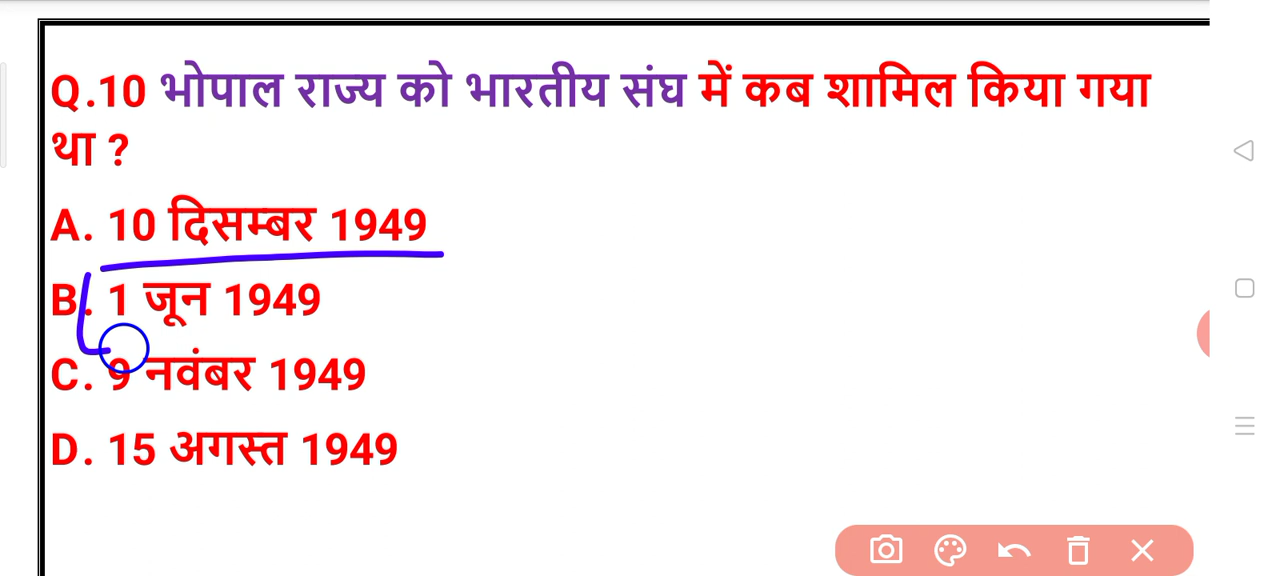 Q.10 भोपाल राज्य को भारतीय संघ में कब शामिल किया गया
था ?
A. 10 दिसम्बर 1949
B. 1 जून 1949
C. 9 नवंबर 1949
D. 15 अगस्त 1949